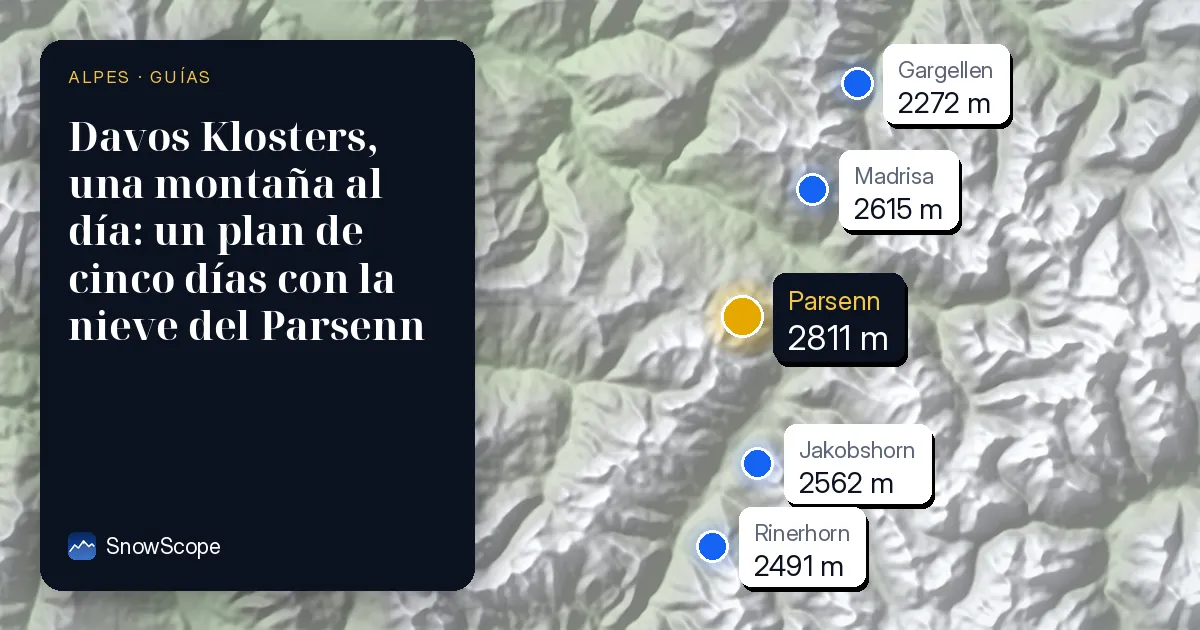 ALPES · GUÍAS
Davos Klosters,
una montaña al
día: un plan de
cinco días con la
nieve del Parsenn
SnowScope
Gargellen
2272 m
Madrisa
2615 m
Parsenn
2811 m
Jakobshorn
2562 m
Rinerhorn
2491 m